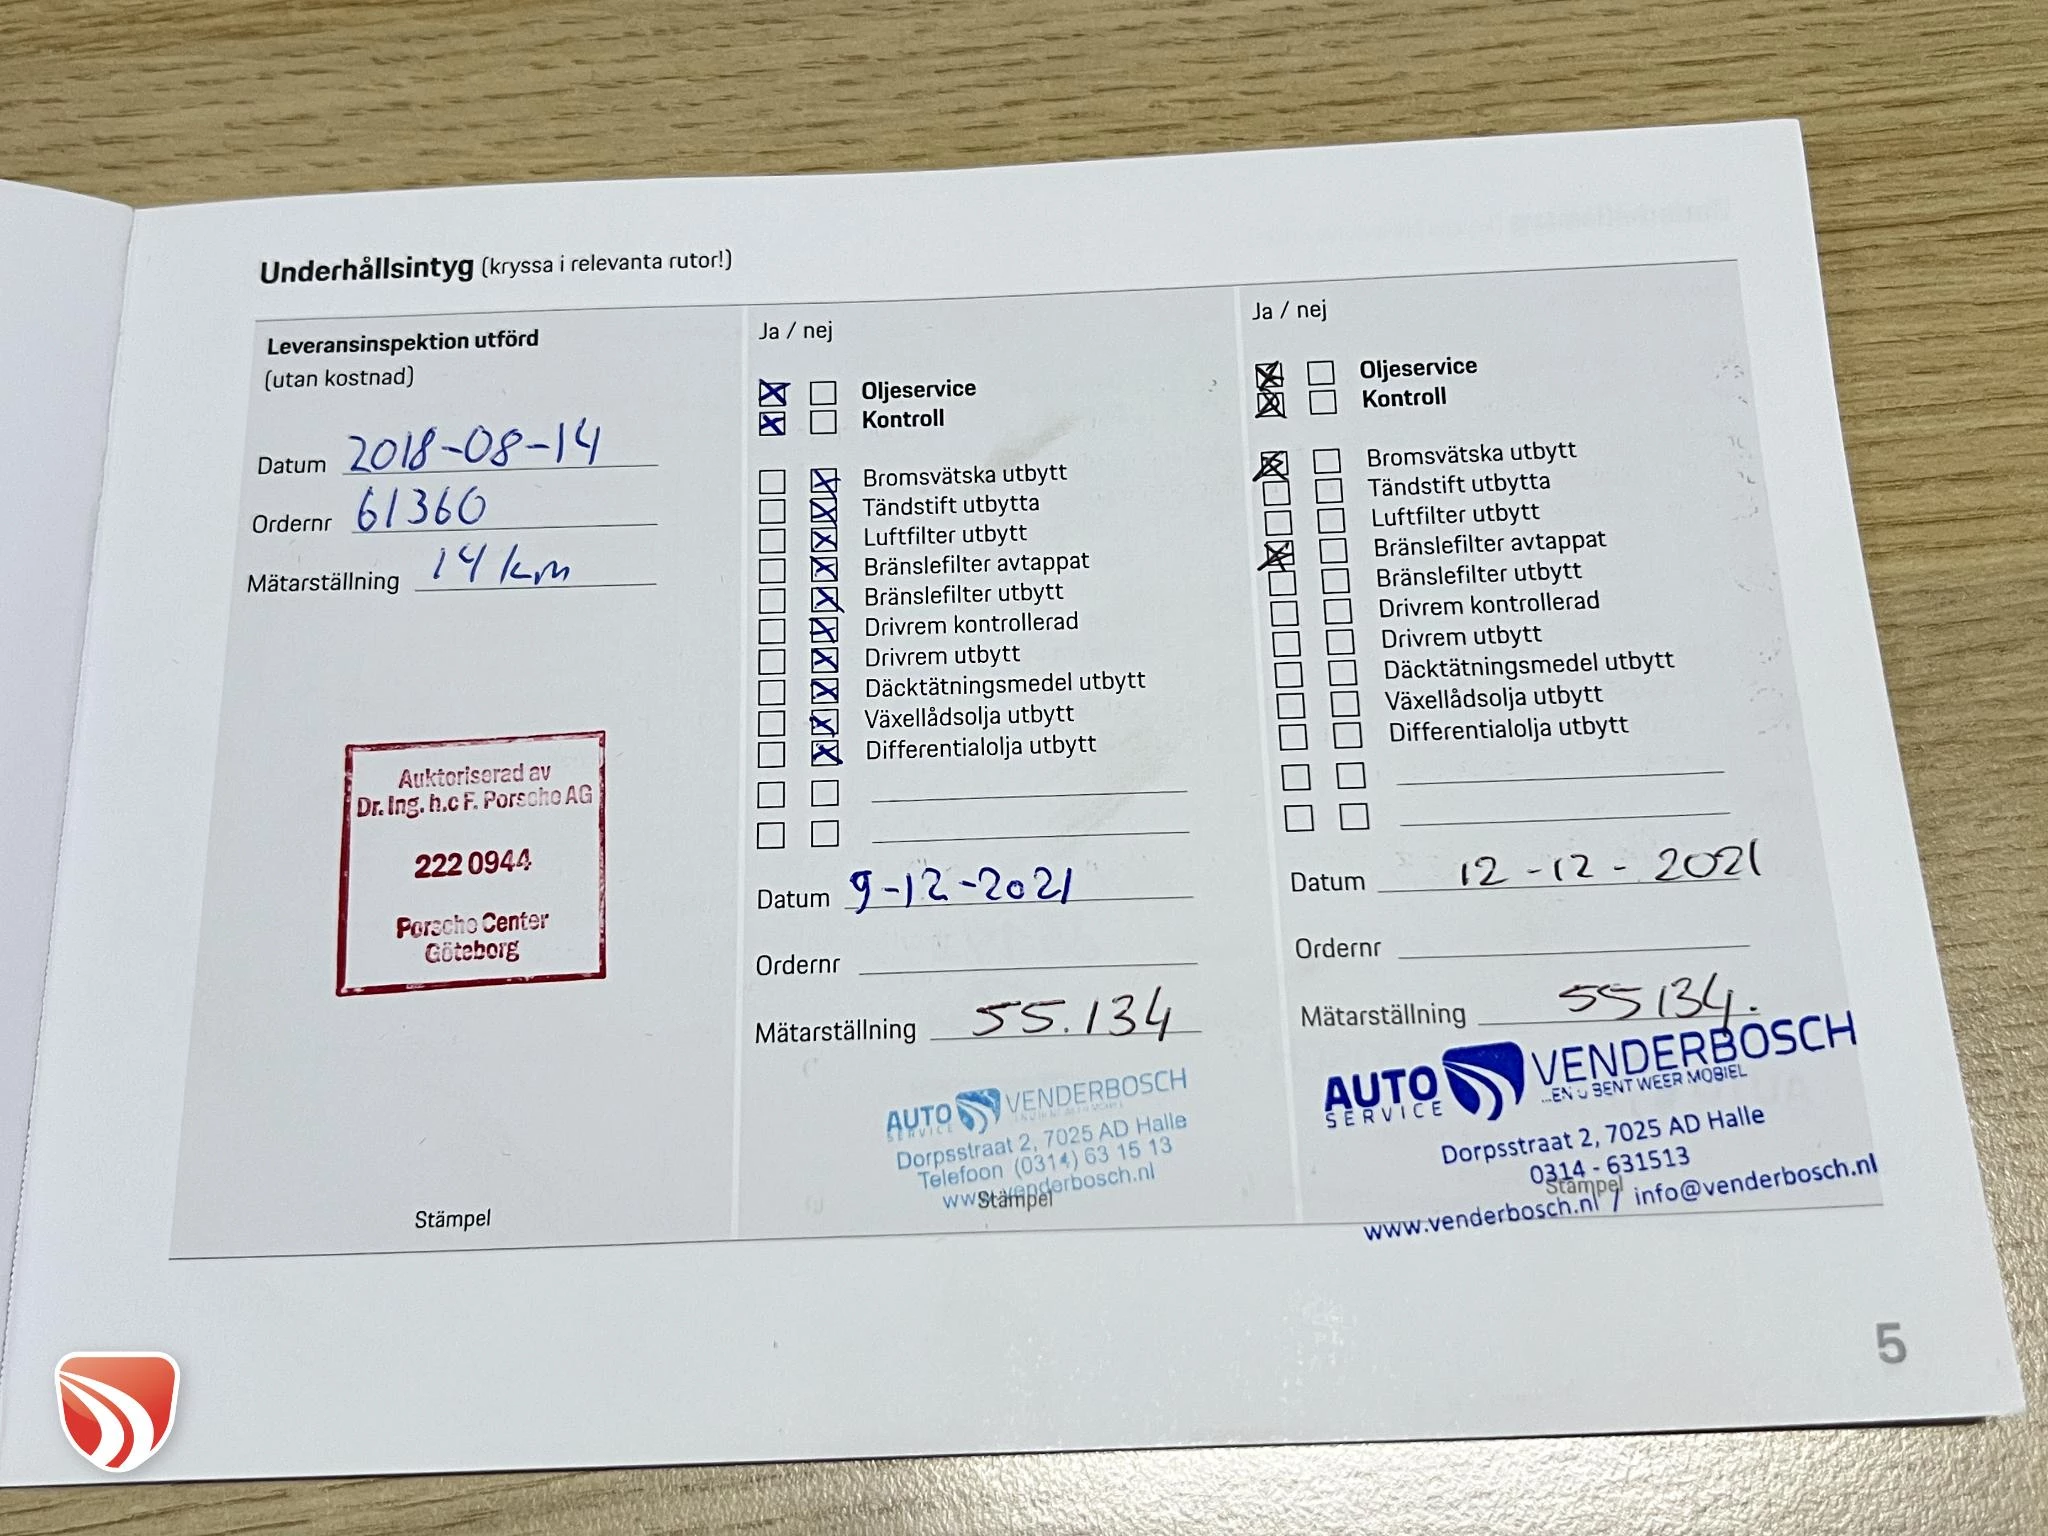 Underhållsintyg (kryssa i relevanta rutor!)
Leveransinspektion utförd
(utan kostnad)
Datum 2018-08-14
Ordernr 61360
Mätarställning 14 km
Auktoriserad av
Dr. Ing. h.c F. Porsche AG
222 0944
Porsche Center
Göteborg
Stämpel
Ja / nej
Oljeservice
Kontroll
Bromsvätska utbytt
Tändstift utbytta
Luftfilter utbytt
Bränslefilter avtappat
Bränslefilter utbytt
Drivrem kontrollerad
Drivrem utbytt
Däcktätningsmedel utbytt
Växellådsolja utbytt
Differentialolja utbytt
Datum 9-12-2021
Ordernr
Mätarställning 55.134
AUTO VENDERBOSCH
SERVICE
Dorpsstraat 2, 7025 AD Halle
Telefoon (0314) 63 15 13
www.venderbosch.nl
Stämpel
Ja / nej
Oljeservice
Kontroll
Bromsvätska utbytt
Tändstift utbytta
Luftfilter utbytt
Bränslefilter avtappat
Bränslefilter utbytt
Drivrem kontrollerad
Drivrem utbytt
Däcktätningsmedel utbytt
Växellådsolja utbytt
Differentialolja utbytt
Datum 12-12-2021
Ordernr
Mätarställning 55134.
AUTO VENDERBOSCH
SERVICE ...EN U BENT WEER MOBIEL
Dorpsstraat 2, 7025 AD Halle
0314 - 631513
Stämpel
www.venderbosch.nl / info@venderbosch.nl
5